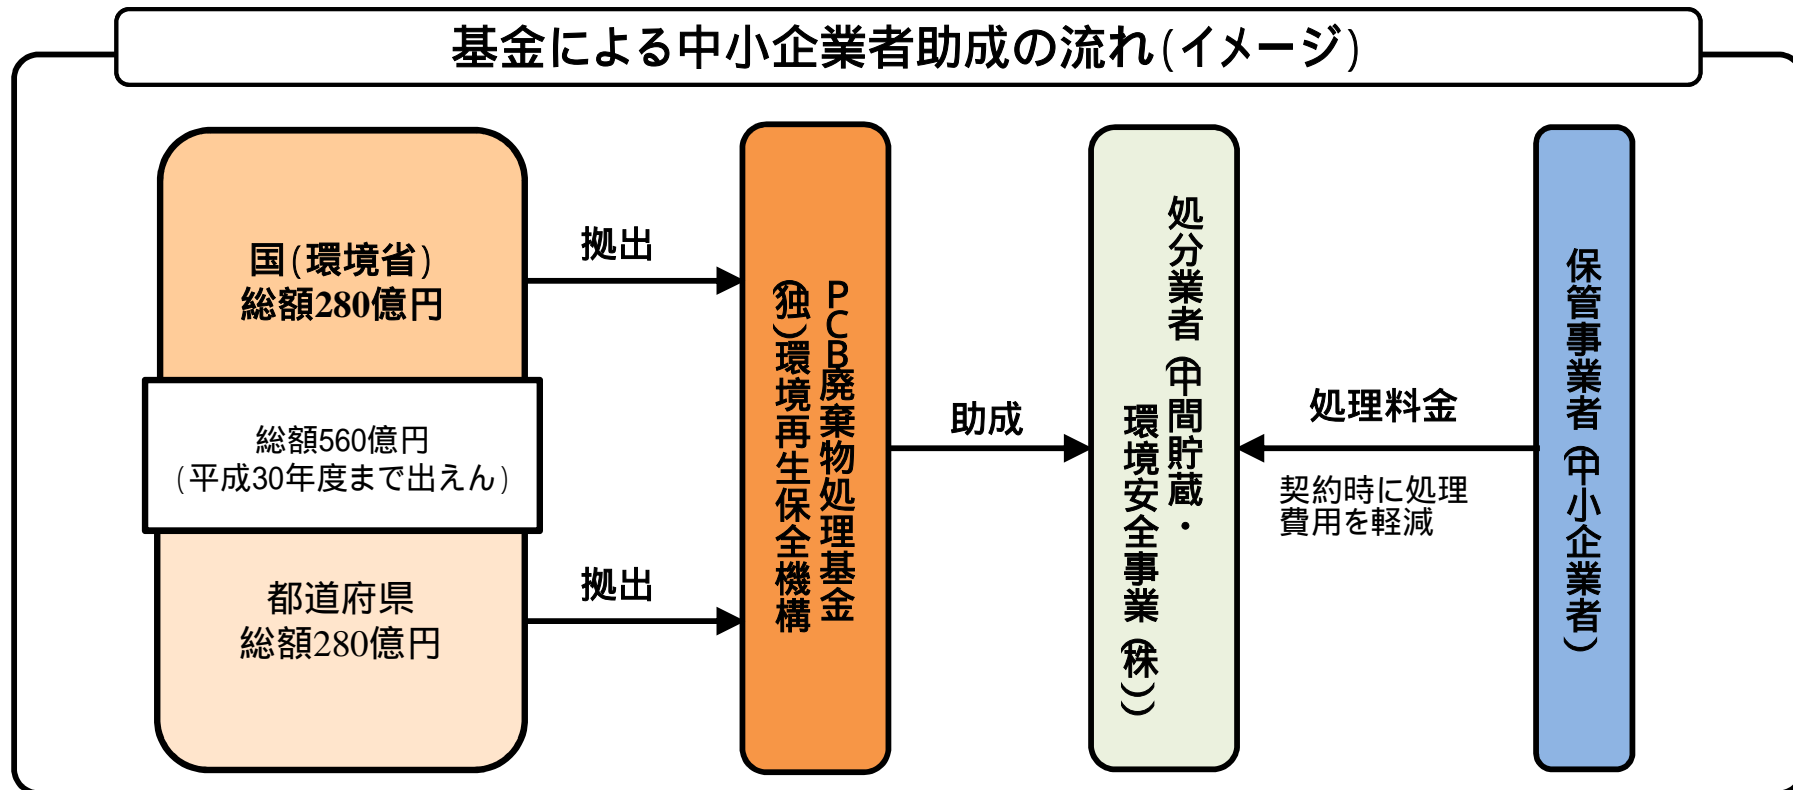 基金による中小企業者助成の流れ(イメージ)
国(環境省)
総額280億円
総額560億円
(平成30年度まで出えん)
都道府県
総額280億円
拠出
拠出
PCB廃棄物処理基金
(独)環境再生保全機構
助成
処分業者(中間貯蔵・
環境安全事業(株))
処理料金
契約時に処理
費用を軽減
保管事業者(中小企業者)